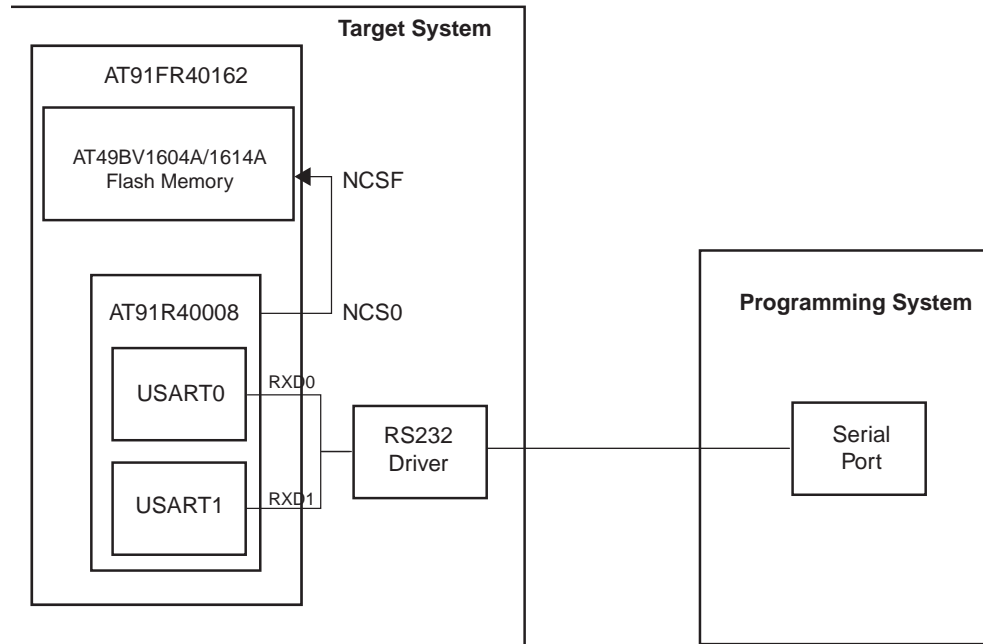 Target System
AT91FR40162
AT49BV1604A/1614A
Flash Memory
NCSF
AT91R40008
NCS0
Programming System
USART0
RXD0
RS232
Driver
Serial
Port
USART1
RXD1